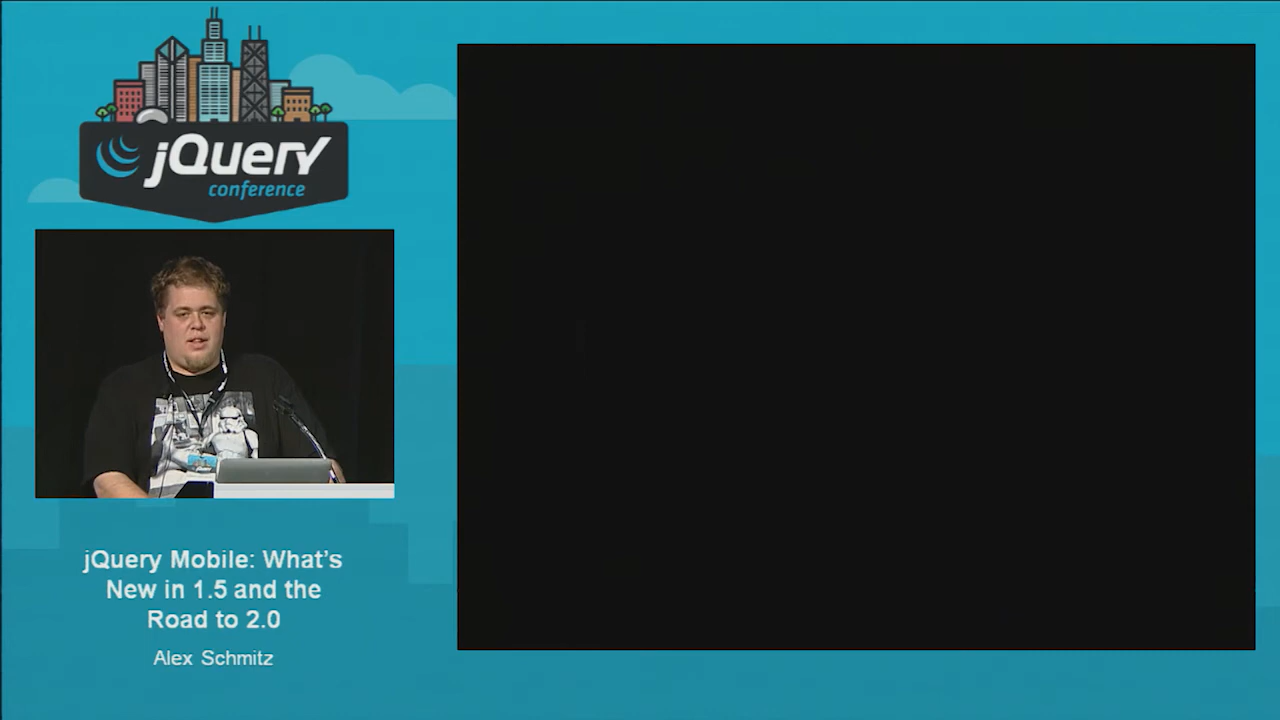 jQuery
conference
jQuery Mobile: What's
New in 1.5 and the
Road to 2.0
Alex Schmitz